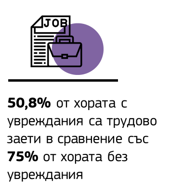 JOB
50,8% от хората с
увреждания са трудово
заети в сравнение със
75% от хората без
увреждания